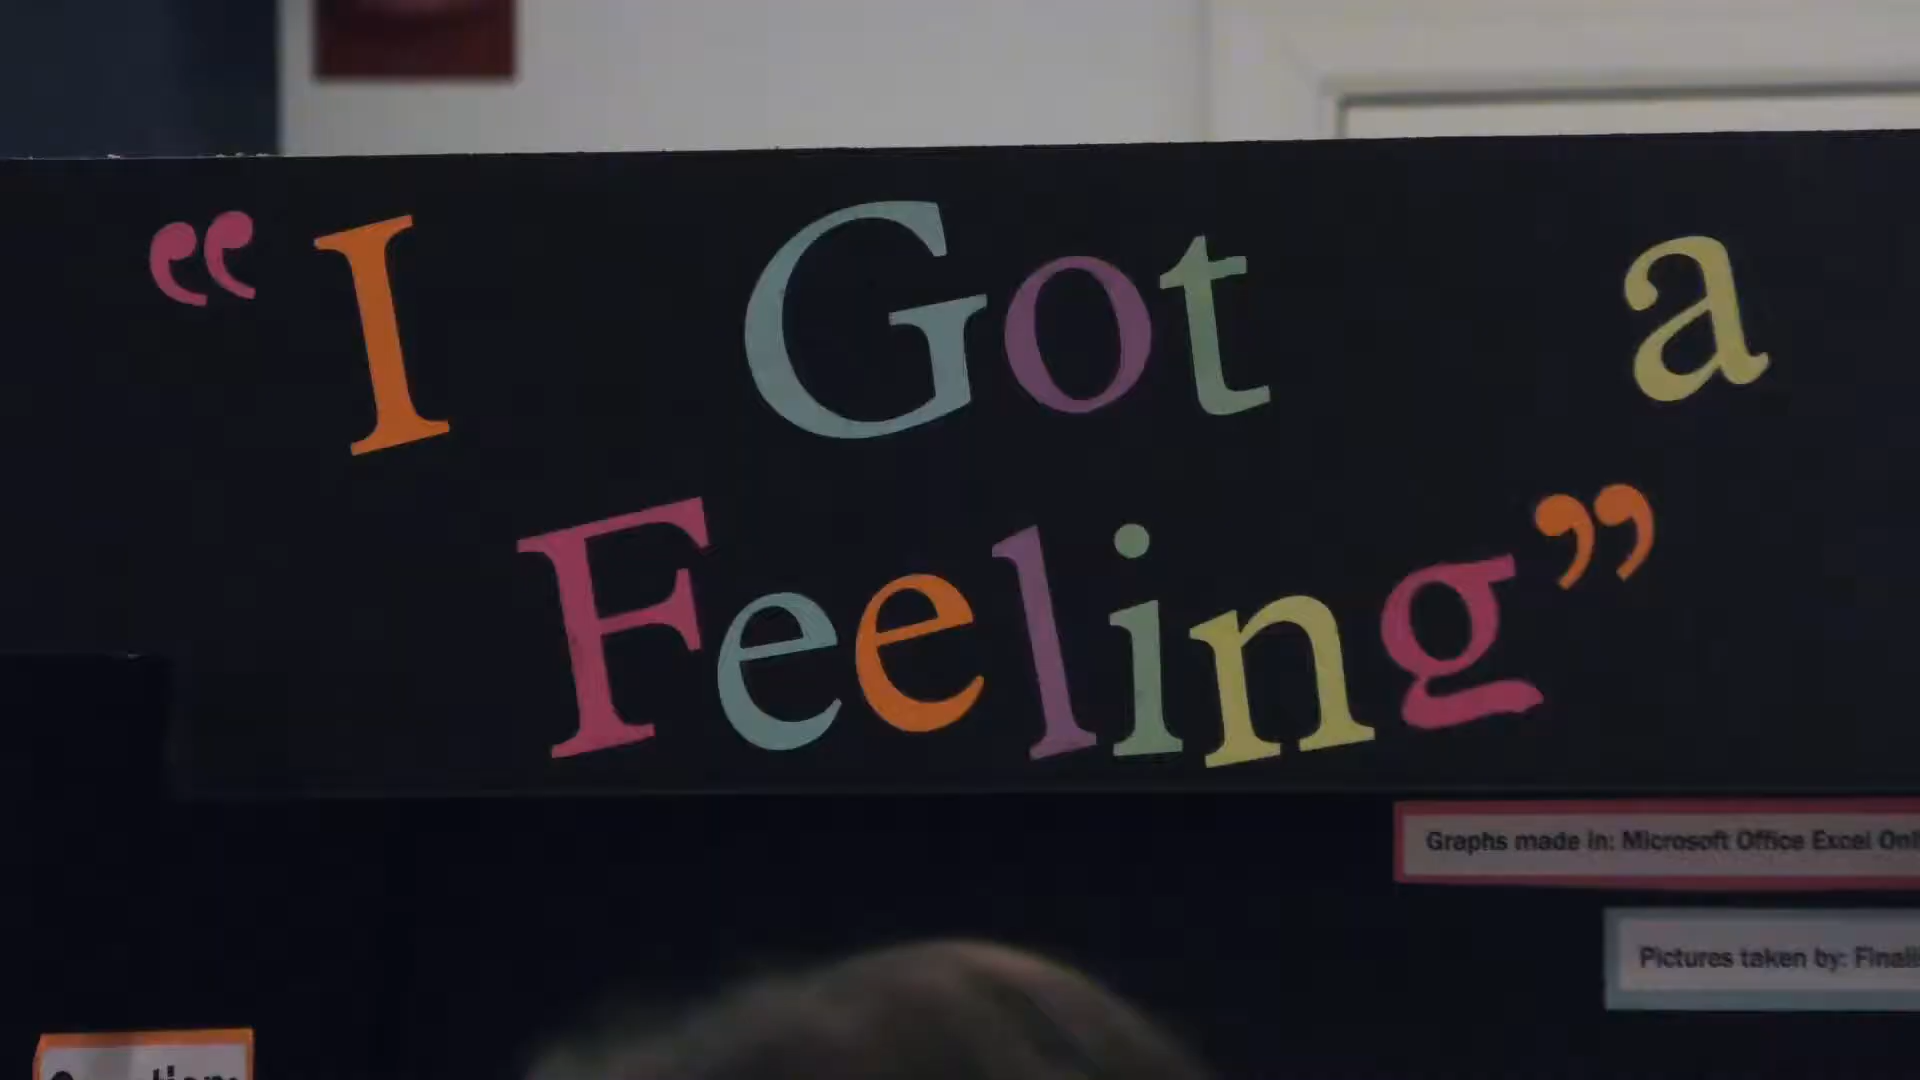 “I Got a
Feeling”
Graphs made in: Microsoft Office Excel
Pictures taken by: